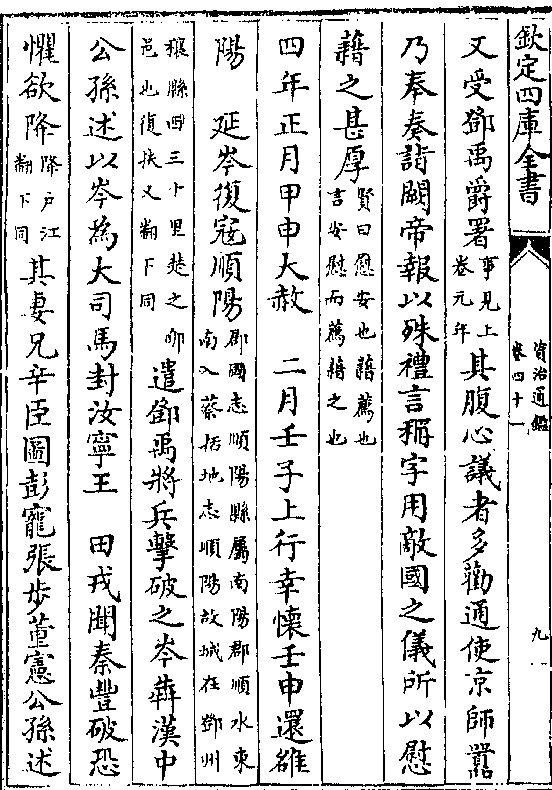 欽定四庫全書
資治通鑑
卷四十一
九
又受鄧禹爵署事見上卷元年其腹心議者多勸通使京師囂
乃奉奏詣闕帝報以殊禮言稱字用敵國之儀所以慰
藉之甚厚賢曰慰安也藉薦也言安慰而薦藉之也
四年正月甲申大赦 二月壬子上行幸懷壬申還雒
陽 延岑復寇順陽郡國志順陽縣屬南陽郡順水東南入蔡括地志順陽故城在鄧州
穰縣西三十里楚之郇邑也復扶又翻下同遣鄧禹將兵擊破之岑犇漢中
公孫述以岑為大司馬封汝寧王 田戎聞秦豐破恐
懼欲降降户江翻下同其妻兄辛臣圖彭寵張步董憲公孫述